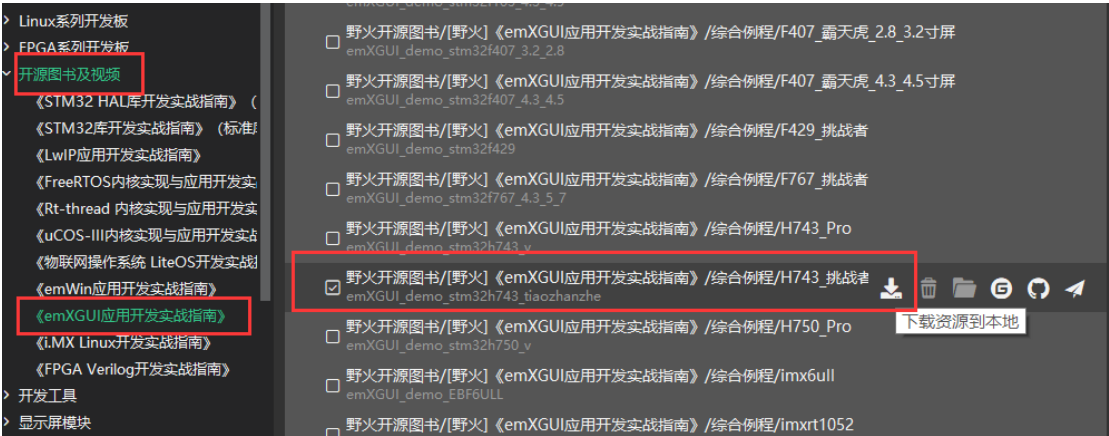 Linux系列开发板
FPGA系列开发板
开源图书及视频
《STM32 HAL库开发实战指南》（
《STM32库开发实战指南》（标准
《LwIP应用开发实战指南》
《FreeRTOS内核实现与应用开发实
《Rt-thread 内核实现与应用开发实
《uCOS-III内核实现与应用开发实战
《物联网操作系统 LiteOS开发实战
《emWin应用开发实战指南》
《emXGUI应用开发实战指南》
《i.MX Linux开发实战指南》
《FPGA Verilog开发实战指南》
开发工具
显示屏模块
野火开源图书/[野火]《emXGUI应用开发实战指南》/综合例程/F407_霸天虎_2.8_3.2寸屏
emXGUI_demo_stm32f407_3.2_2.8
野火开源图书/[野火]《emXGUI应用开发实战指南》/综合例程/F407_霸天虎_4.3_4.5寸屏
emXGUI_demo_stm32f407_4.3_4.5
野火开源图书/[野火]《emXGUI应用开发实战指南》/综合例程/F429_挑战者
emXGUI_demo_stm32f429
野火开源图书/[野火]《emXGUI应用开发实战指南》/综合例程/F767_挑战者
emXGUI_demo_stm32f767_4.3_5_7
野火开源图书/[野火]《emXGUI应用开发实战指南》/综合例程/H743_Pro
emXGUI_demo_stm32h743_v
野火开源图书/[野火]《emXGUI应用开发实战指南》/综合例程/H743_挑战者
emXGUI_demo_stm32h743_tiaozhanzhe
下载资源到本地
野火开源图书/[野火]《emXGUI应用开发实战指南》/综合例程/H750_Pro
emXGUI_demo_stm32h750_v
野火开源图书/[野火]《emXGUI应用开发实战指南》/综合例程/imx6ull
emXGUI_demo_EBF6ULL
野火开源图书/[野火]《emXGUI应用开发实战指南》/综合例程/imxrt1052